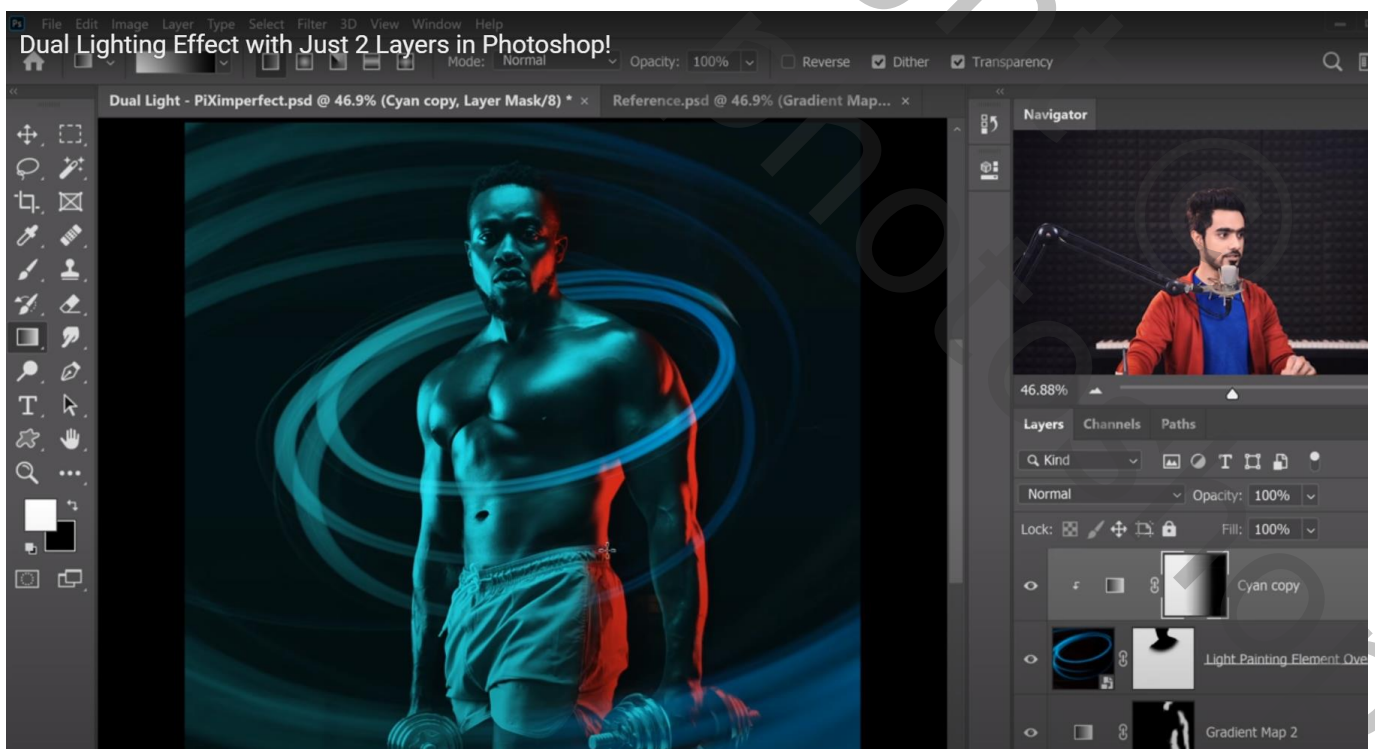 Ps File Edit Image Layer Type Select Filter 3D View Window Help
Dual Lighting Effect with Just 2 Layers in Photoshop!
Mode: Normal Opacity: 100% Reverse Dither Transparency
Dual Light - PiXimperfect.psd @ 46.9% (Cyan copy, Layer Mask/8) * × Reference.psd @ 46.9% (Gradient Map... ×
Navigator
46.88%
Layers Channels Paths
Kind
Normal Opacity: 100%
Lock: Fill: 100%
Cyan copy
Light Painting Element Ove
Gradient Map 2